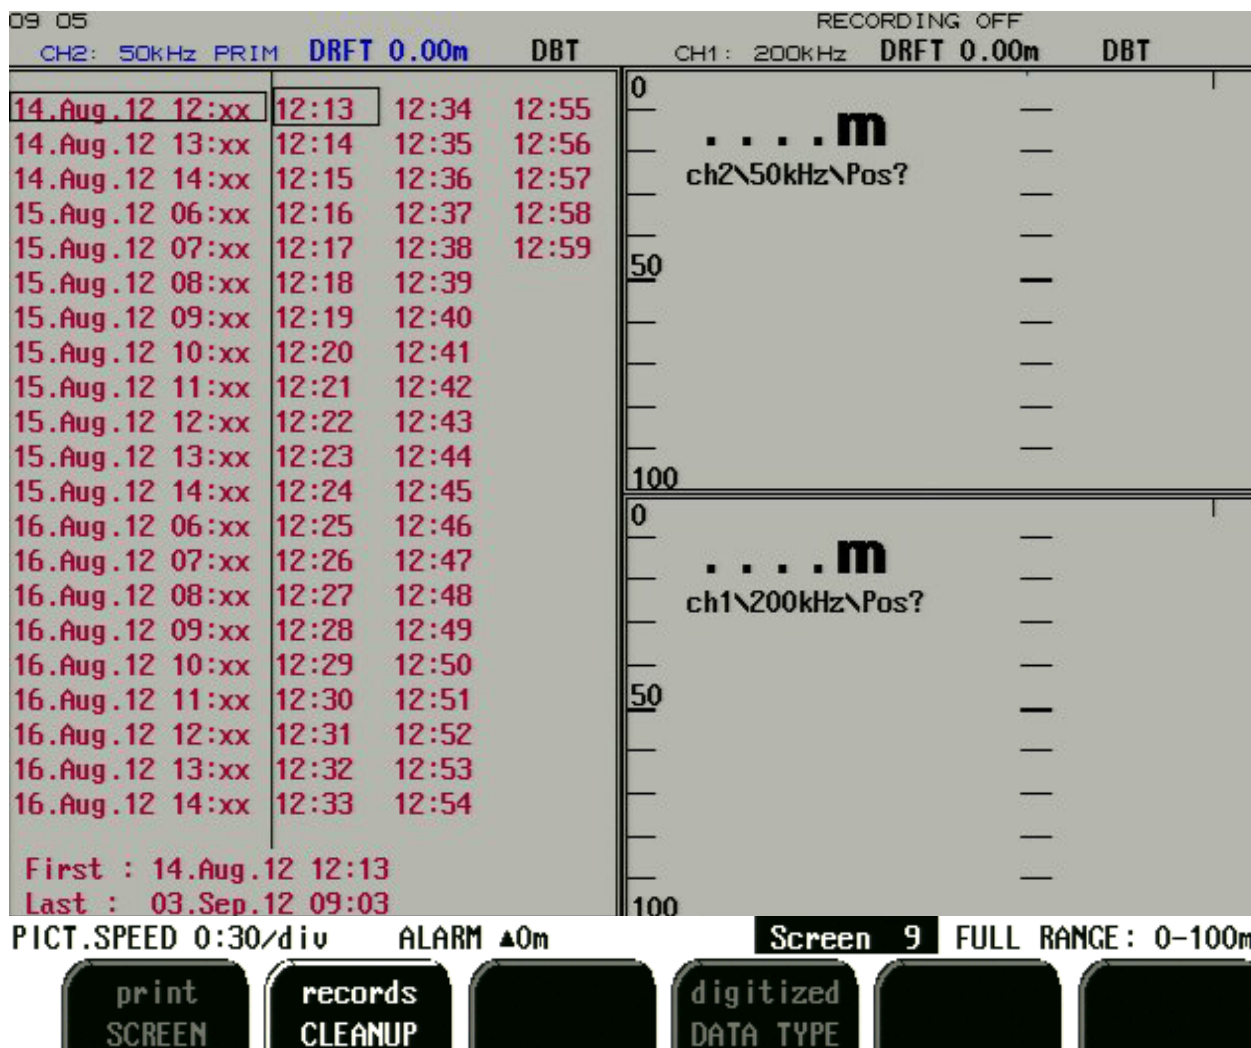 09 05 RECORDING OFF
CH2: 50kHz PRIM DRFT 0.00m DBT CH1: 200kHz DRFT 0.00m DBT
14.Aug.12 12:xx 12:13 12:34 12:55
14.Aug.12 13:xx 12:14 12:35 12:56
14.Aug.12 14:xx 12:15 12:36 12:57
15.Aug.12 06:xx 12:16 12:37 12:58
15.Aug.12 07:xx 12:17 12:38 12:59
15.Aug.12 08:xx 12:18 12:39
15.Aug.12 09:xx 12:19 12:40
15.Aug.12 10:xx 12:20 12:41
15.Aug.12 11:xx 12:21 12:42
15.Aug.12 12:xx 12:22 12:43
15.Aug.12 13:xx 12:23 12:44
15.Aug.12 14:xx 12:24 12:45
16.Aug.12 06:xx 12:25 12:46
16.Aug.12 07:xx 12:26 12:47
16.Aug.12 08:xx 12:27 12:48
16.Aug.12 09:xx 12:28 12:49
16.Aug.12 10:xx 12:29 12:50
16.Aug.12 11:xx 12:30 12:51
16.Aug.12 12:xx 12:31 12:52
16.Aug.12 13:xx 12:32 12:53
16.Aug.12 14:xx 12:33 12:54
First : 14.Aug.12 12:13
Last : 03.Sep.12 09:03
0
. . . . m
ch2\50kHz\Pos?
50
100
0
. . . . m
ch1\200kHz\Pos?
50
100
PICT.SPEED 0:30/div ALARM ▲0m Screen 9 FULL RANGE: 0-100m
print SCREEN
records CLEANUP
digitized DATA TYPE